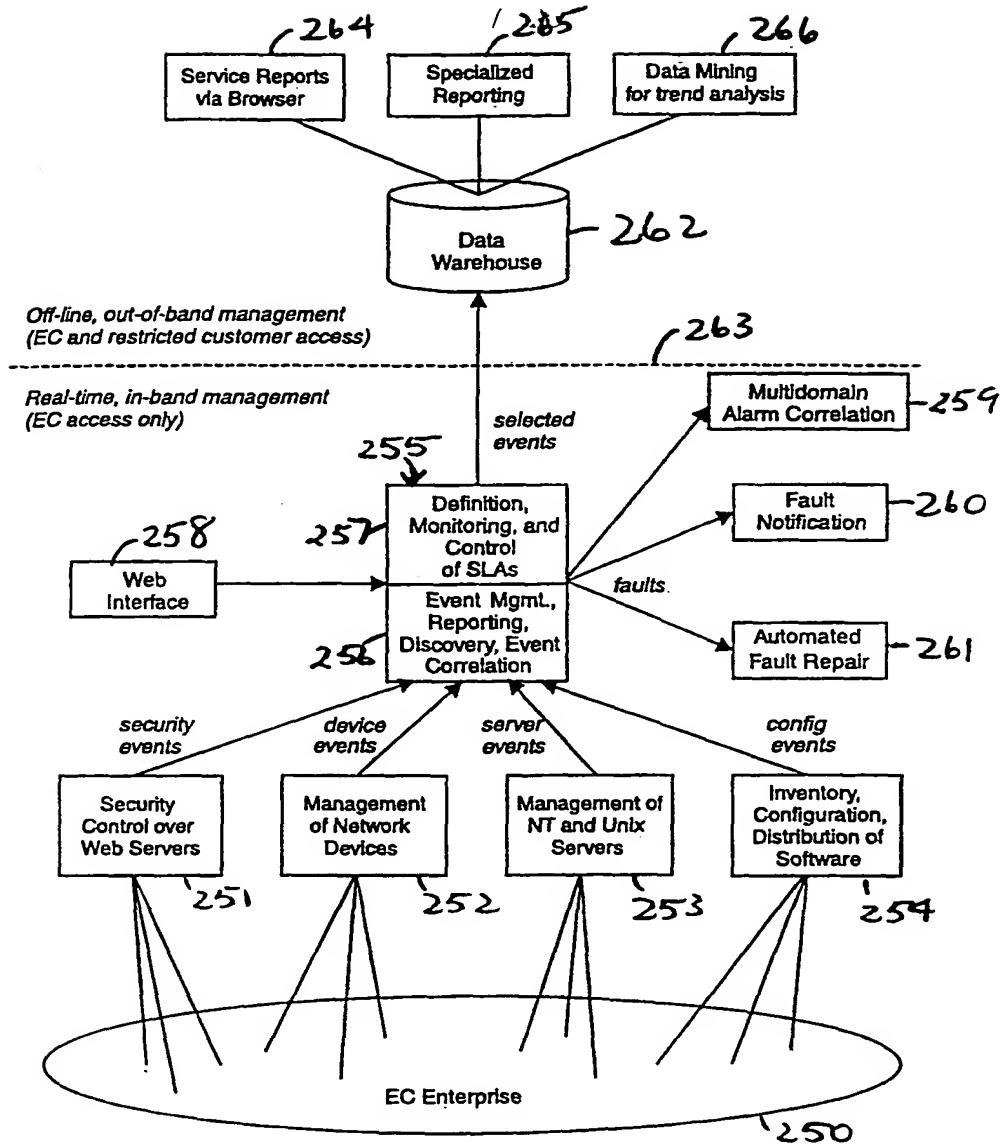 264
265
266
Service Reports
via Browser
Specialized
Reporting
Data Mining
for trend analysis
Data
Warehouse
262
Off-line, out-of-band management
(EC and restricted customer access)
263
Real-time, in-band management
(EC access only)
selected
events
Multidomain
Alarm Correlation
259
255
257
Definition,
Monitoring, and
Control
of SLAs
Fault
Notification
260
258
Web
Interface
faults
256
Event Mgmt.,
Reporting,
Discovery, Event
Correlation
Automated
Fault Repair
261
security
events
device
events
server
events
config
events
Security
Control over
Web Servers
Management
of Network
Devices
Management of
NT and Unix
Servers
Inventory,
Configuration,
Distribution of
Software
251
252
253
254
EC Enterprise
250